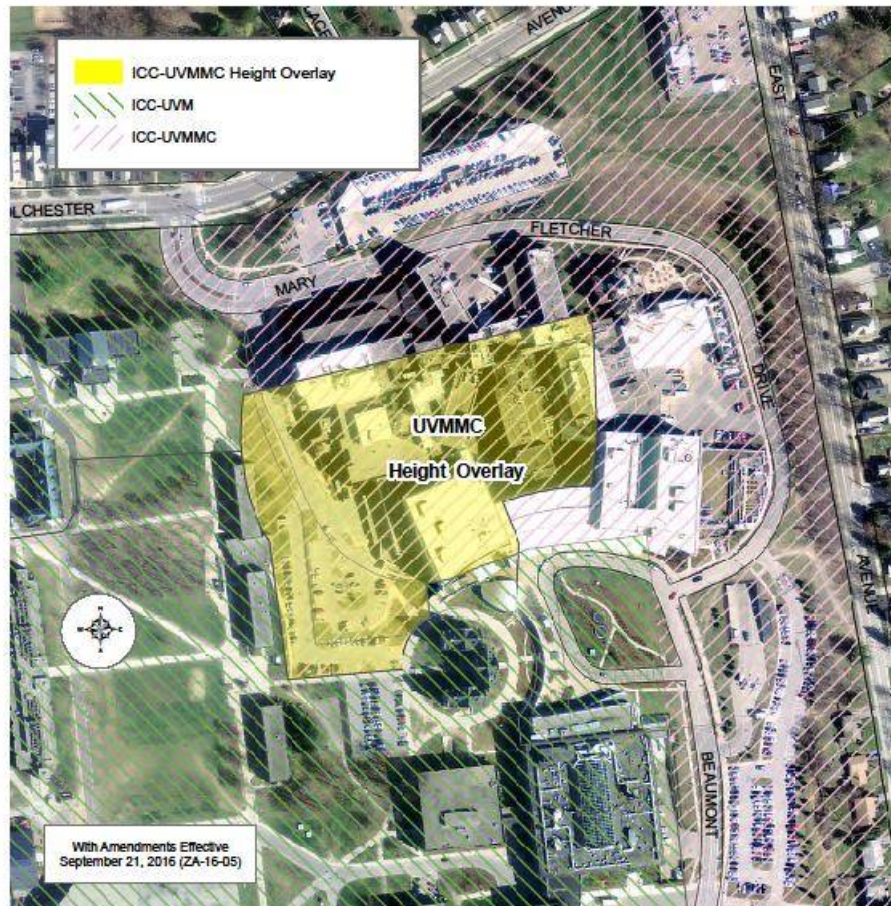 ICC-UVMMC Height Overlay
ICC-UVM
ICC-UVMMC
AVENUE
EAST
OLCHESTER
FLETCHER
MARY
DRIVE
UVMMC
Height Overlay
AVENUE
BEAUMONT
With Amendments Effective
September 21, 2016 (ZA-16-05)